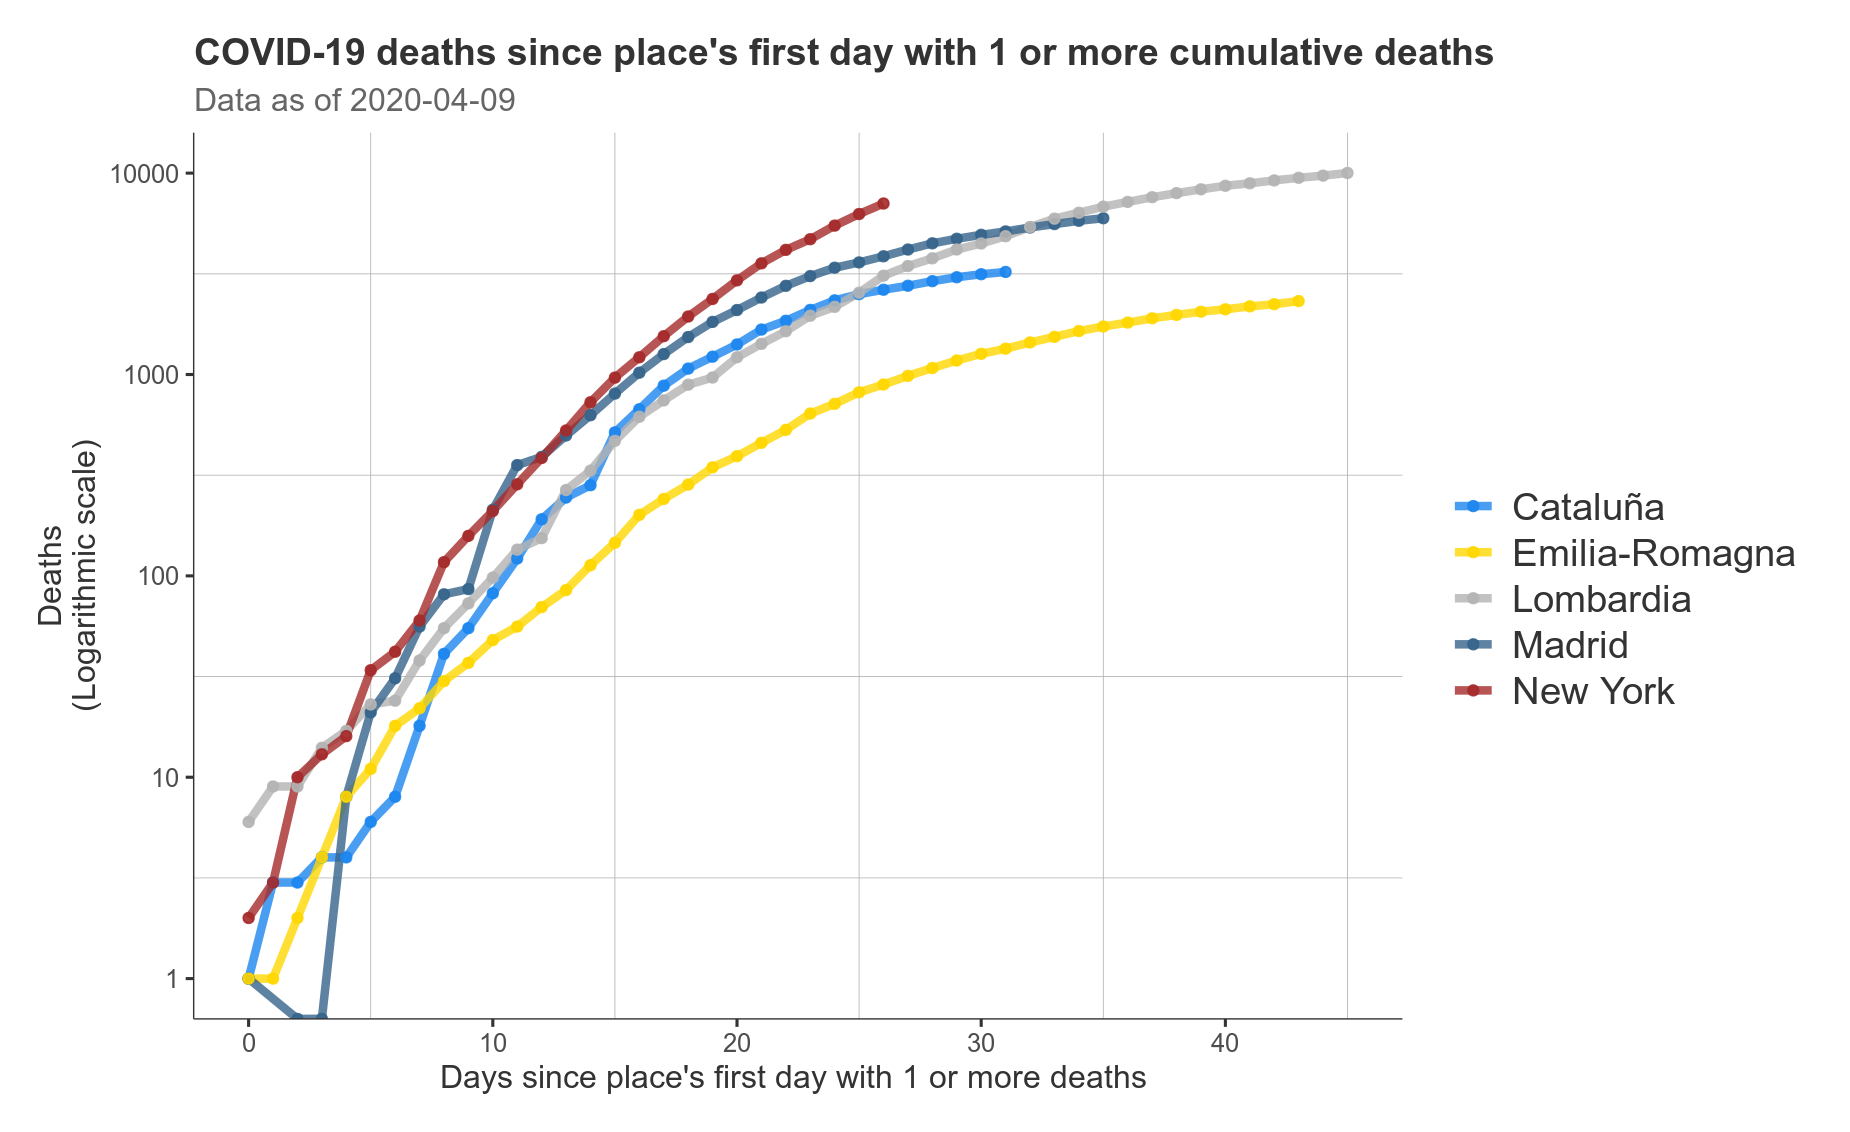 COVID-19 deaths since place's first day with 1 or more cumulative deaths
Data as of 2020-04-09
Deaths
(Logarithmic scale)
10000
1000
100
10
1
0
10
20
30
40
Days since place's first day with 1 or more deaths
Cataluña
Emilia-Romagna
Lombardia
Madrid
New York